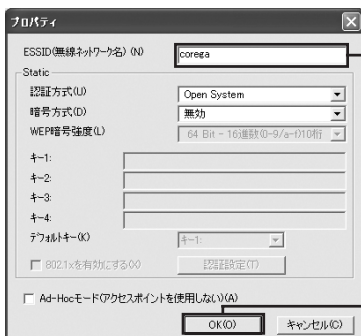 プロパティ
ESSID(無線ネットワーク名) (N)
corega
Static
認証方式(U)
Open System
暗号方式(D)
無効
WEP暗号強度(L)
64 Bit - 16進数(0-9/a-f)10桁
キー1:
キー2:
キー3:
キー4:
デフォルトキー(K)
キー1:
802.1xを有効にする(X)
認証設定(T)
Ad-Hocモード(アクセスポイントを使用しない)(A)
OK(O)
キャンセル(C)